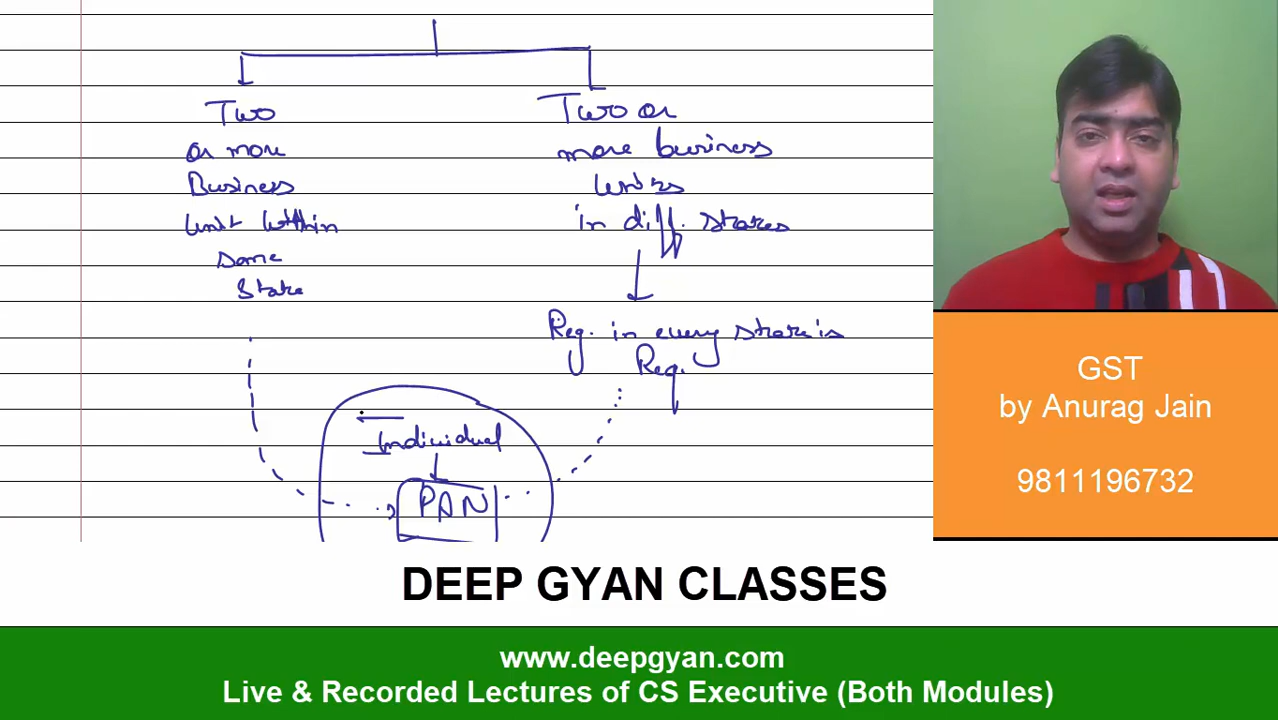 Two
or more
Business
Unit within
Same
State
Two or
more business
Units
in diff. states
Reg. in every state is
Req.
Individual
PAN
GST
by Anurag Jain
9811196732
DEEP GYAN CLASSES
www.deepgyan.com
Live & Recorded Lectures of CS Executive (Both Modules)